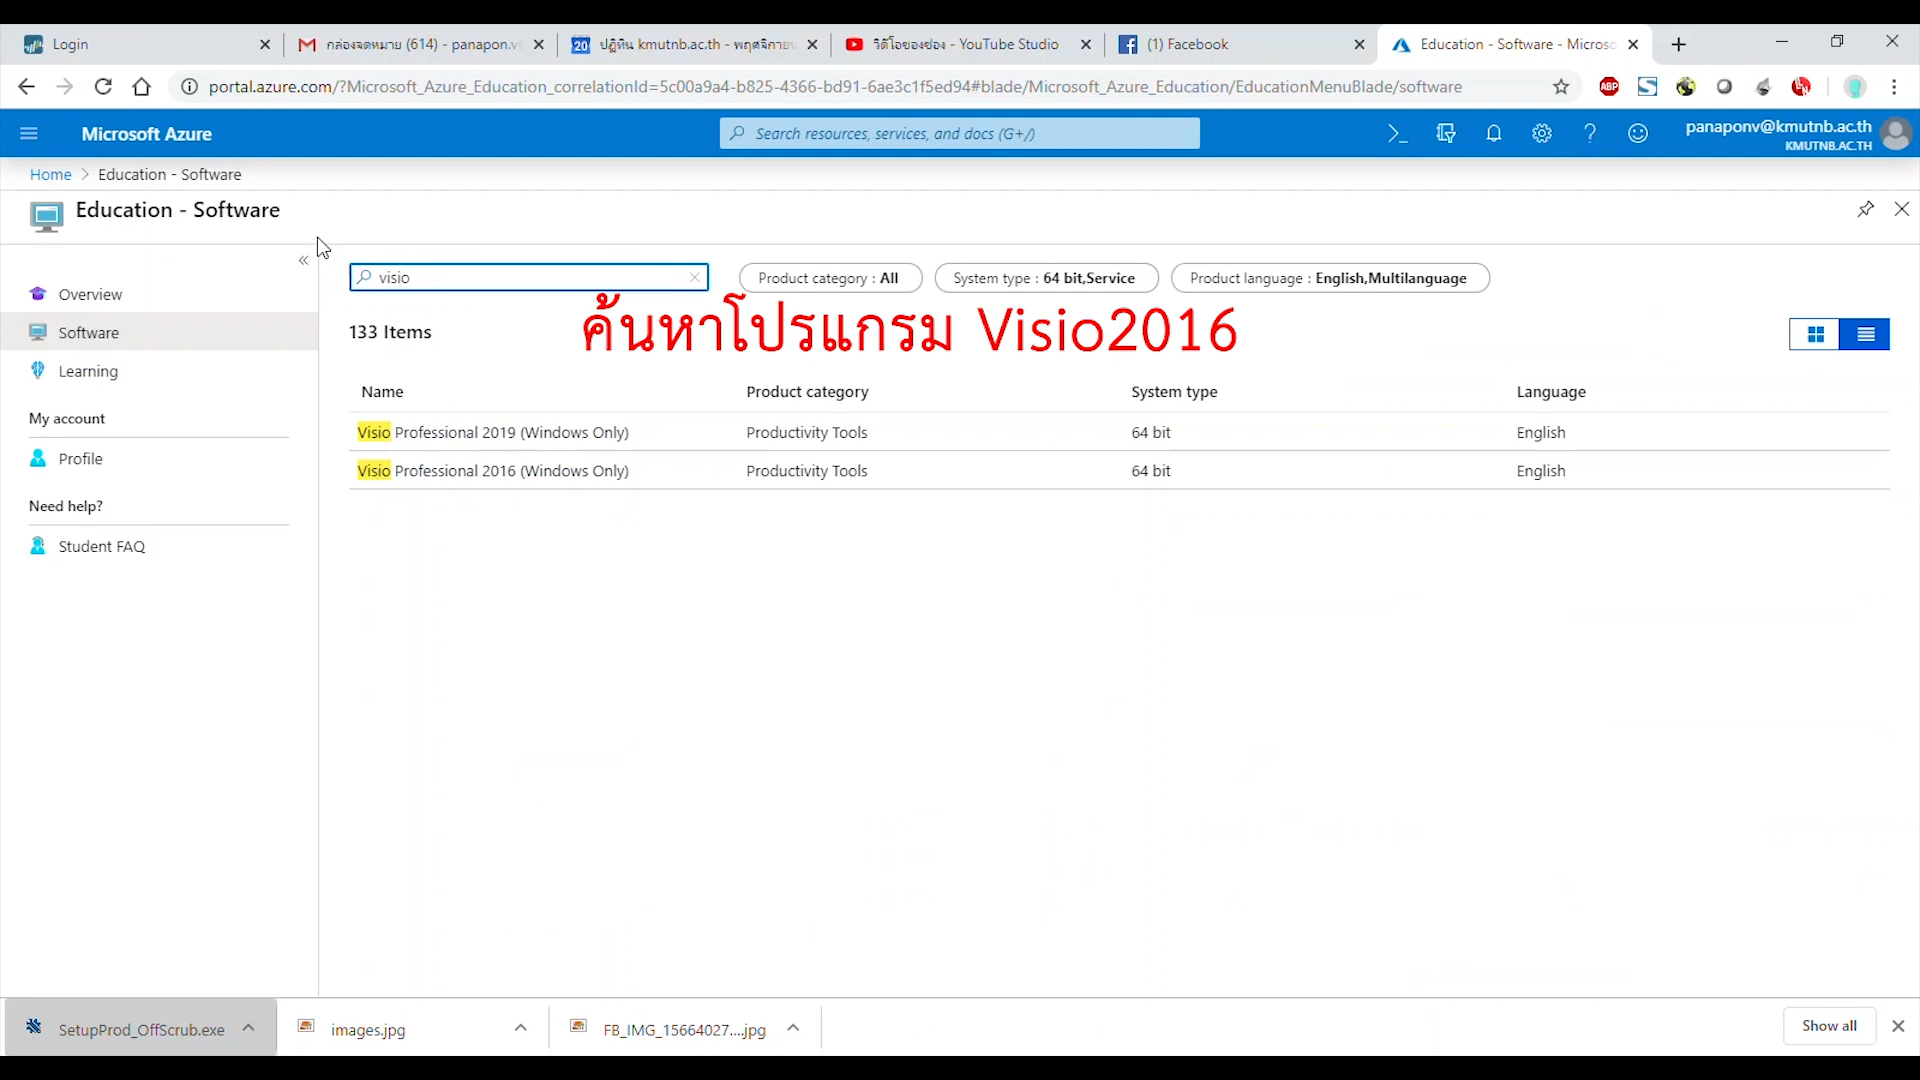 Login
กล่องจดหมาย (614) - panapon.v
20 ปฏิทิน kmutnb.ac.th - พฤศจิกาย
วิดีโอของช่อง - YouTube Studio
(1) Facebook
Education - Software - Microso
portal.azure.com/?Microsoft_Azure_Education_correlationId=5c00a9a4-b825-4366-bd91-6ae3c1f5ed94#blade/Microsoft_Azure_Education/EducationMenuBlade/software
ABP
Microsoft Azure
Search resources, services, and docs (G+/)
panaponv@kmutnb.ac.th
KMUTNB.AC.TH
Home > Education - Software
Education - Software
visio
Product category : All
System type : 64 bit,Service
Product language : English,Multilanguage
Overview
Software
Learning
My account
Profile
Need help?
Student FAQ
133 Items
ค้นหาโปรแกรม Visio2016
Name Product category System type Language
Visio Professional 2019 (Windows Only) Productivity Tools 64 bit English
Visio Professional 2016 (Windows Only) Productivity Tools 64 bit English
SetupProd_OffScrub.exe
images.jpg
FB_IMG_15664027....jpg
Show all